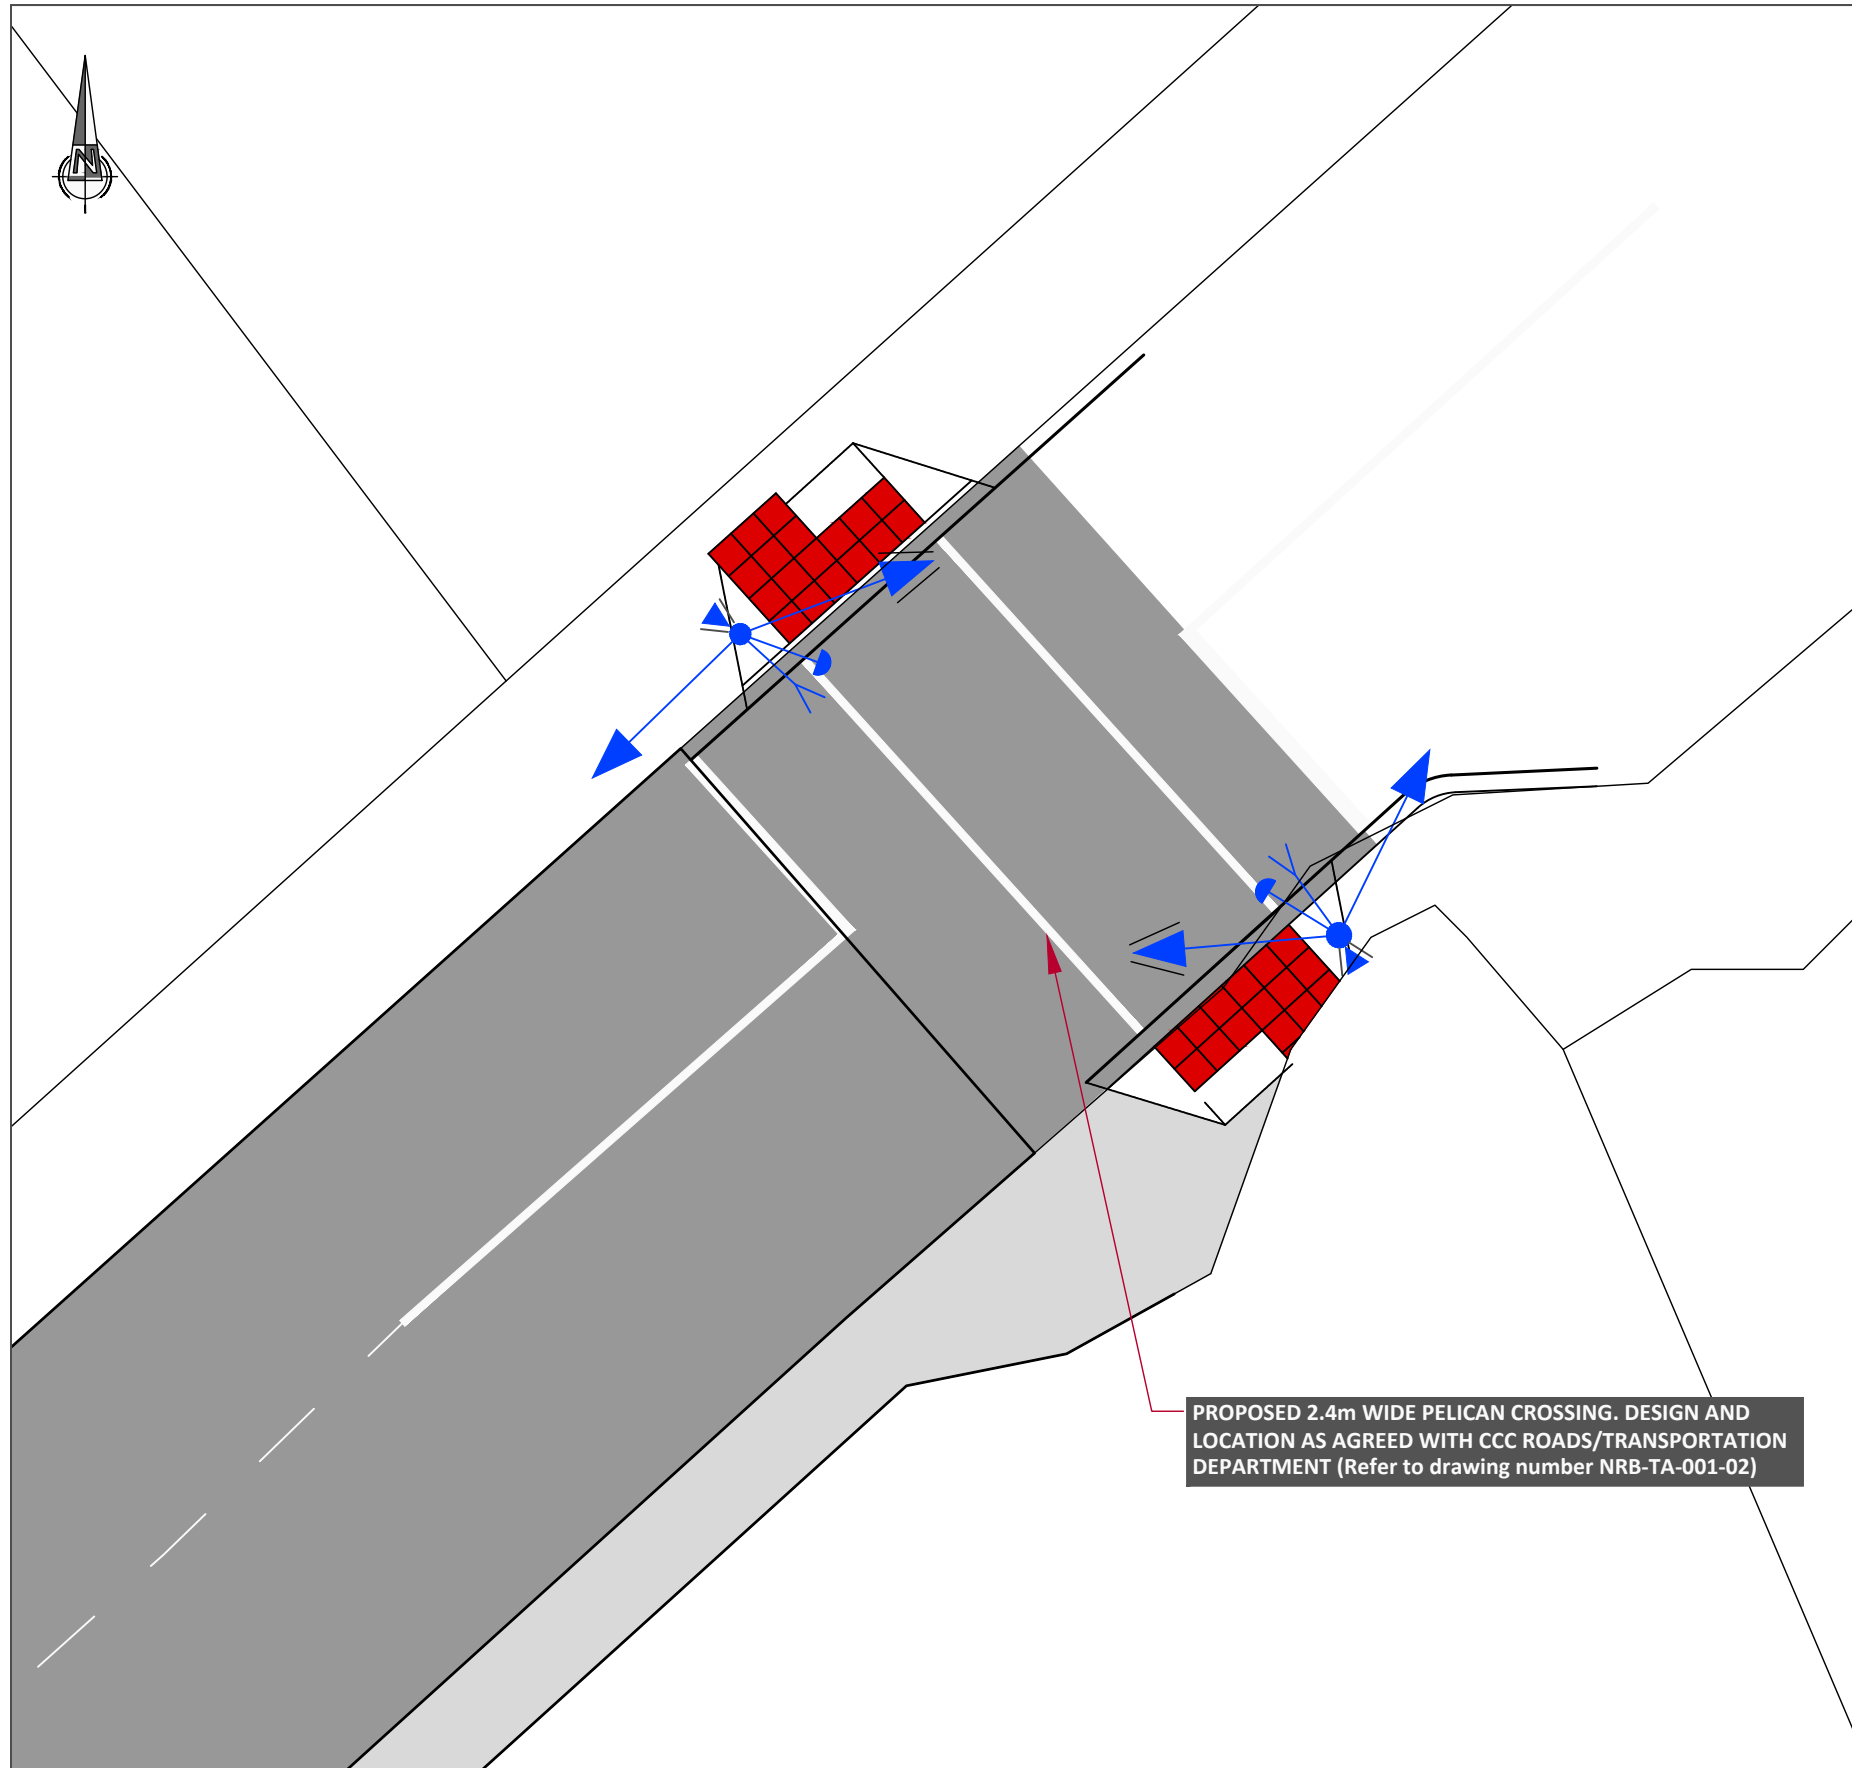 N
PROPOSED 2.4m WIDE PELICAN CROSSING. DESIGN AND
LOCATION AS AGREED WITH CCC ROADS/TRANSPORTATION
DEPARTMENT (Refer to drawing number NRB-TA-001-02)